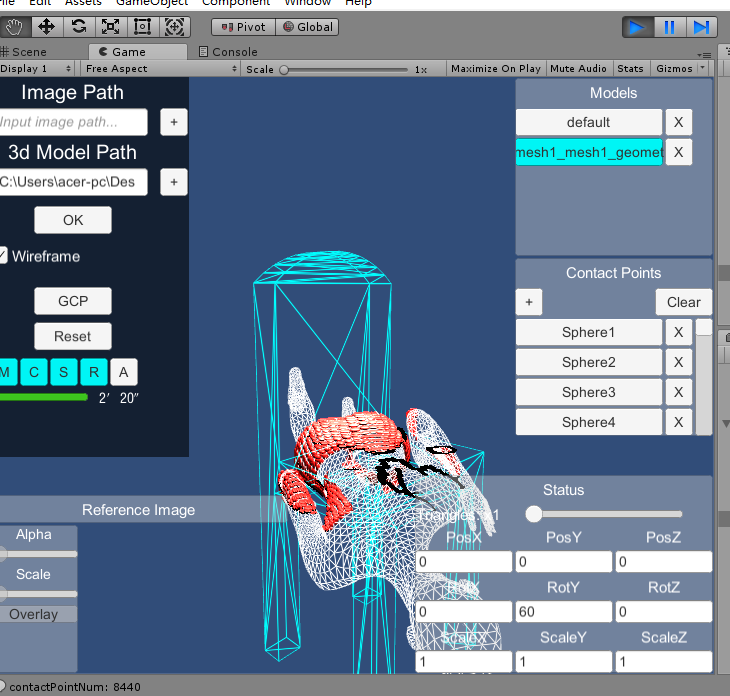 File Edit Assets GameObject Component Window Help
Pivot Global
Scene Game Console
Display 1 Free Aspect Scale 1x Maximize On Play Mute Audio Stats Gizmos
Image Path
Input image path...
+
3d Model Path
C:\Users\acer-pc\Des
+
OK
Wireframe
GCP
Reset
M C S R A
2' 20"
Models
default X
mesh1_mesh1_geomet X
Contact Points
+ Clear
Sphere1 X
Sphere2 X
Sphere3 X
Sphere4 X
Reference Image
Alpha
Scale
Overlay
Status
Triangles
PosX PosY PosZ
0 0 0
RotY RotZ
0 60 0
ScaleX ScaleY ScaleZ
1 1 1
contactPointNum: 8440